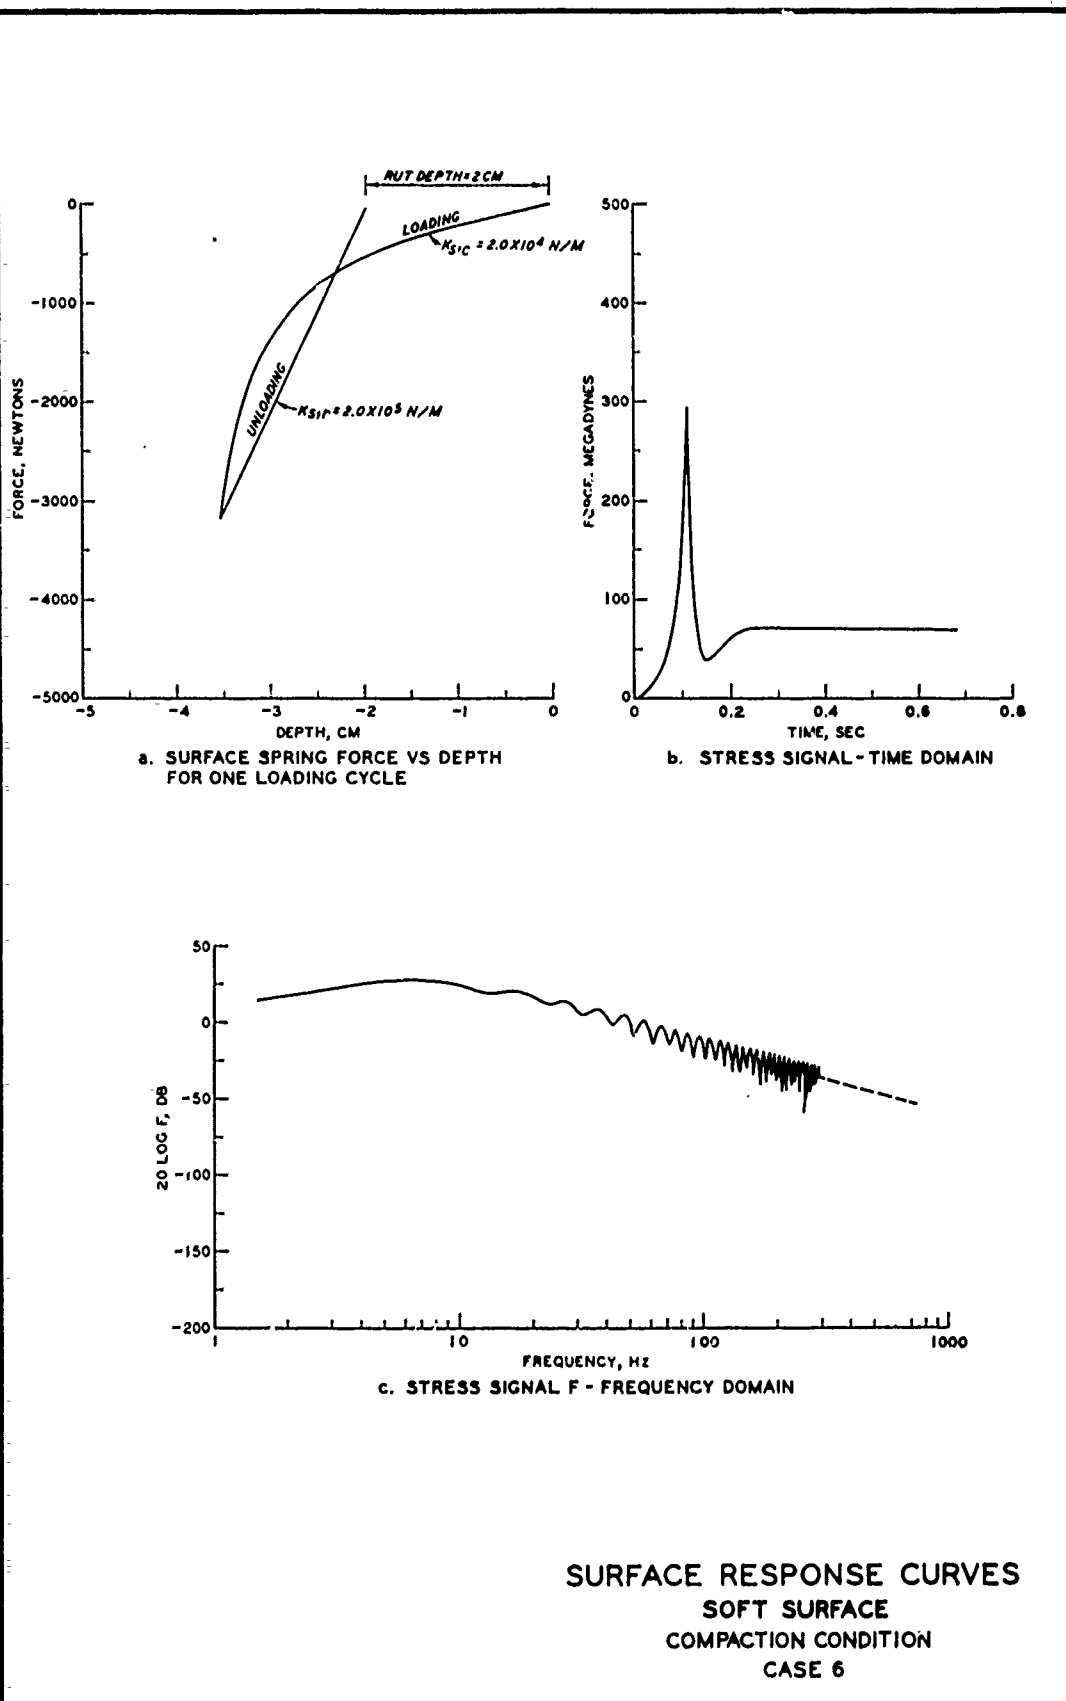 RUT DEPTH=2CM
LOADING
= 2.0X10⁴ N/M
UNLOADING
= 2.0X10⁵ N/M
0
-1000
-2000
-3000
-4000
-5000
FORCE, NEWTONS
-5 -4 -3 -2 -1 0
DEPTH, CM
a. SURFACE SPRING FORCE VS DEPTH
FOR ONE LOADING CYCLE
500
400
300
200
100
0
FORCE, MEGADYNES
0 0.2 0.4 0.6 0.8
TIME, SEC
b. STRESS SIGNAL-TIME DOMAIN
50
0
-50
-100
-150
-200
20 LOG F, DB
1 10 100 1000
FREQUENCY, HZ
c. STRESS SIGNAL F - FREQUENCY DOMAIN
SURFACE RESPONSE CURVES
SOFT SURFACE
COMPACTION CONDITION
CASE 6